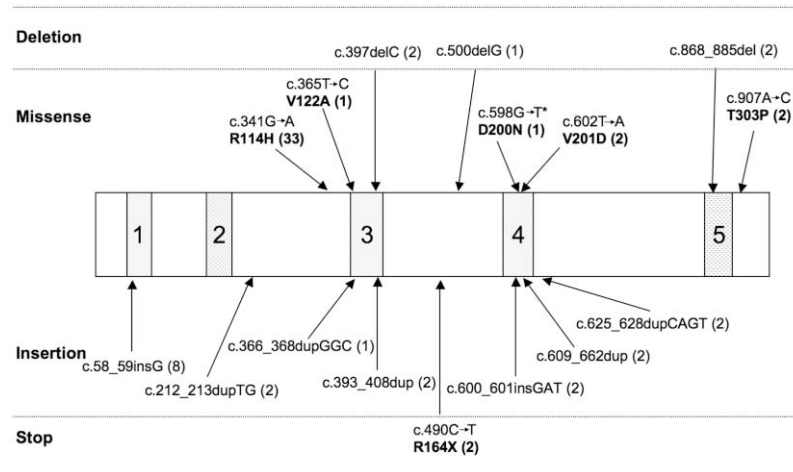 Deletion
c.397delC (2)
c.500delG (1)
c.868_885del (2)
Missense
c.365T→C
V122A (1)
c.341G→A
R114H (33)
c.598G→T*
D200N (1)
c.602T→A
V201D (2)
c.907A→C
T303P (2)
1
2
3
4
5
Insertion
c.58_59insG (8)
c.212_213dupTG (2)
c.366_368dupGGC (1)
c.393_408dup (2)
c.600_601insGAT (2)
c.609_662dup (2)
c.625_628dupCAGT (2)
Stop
c.490C→T
R164X (2)